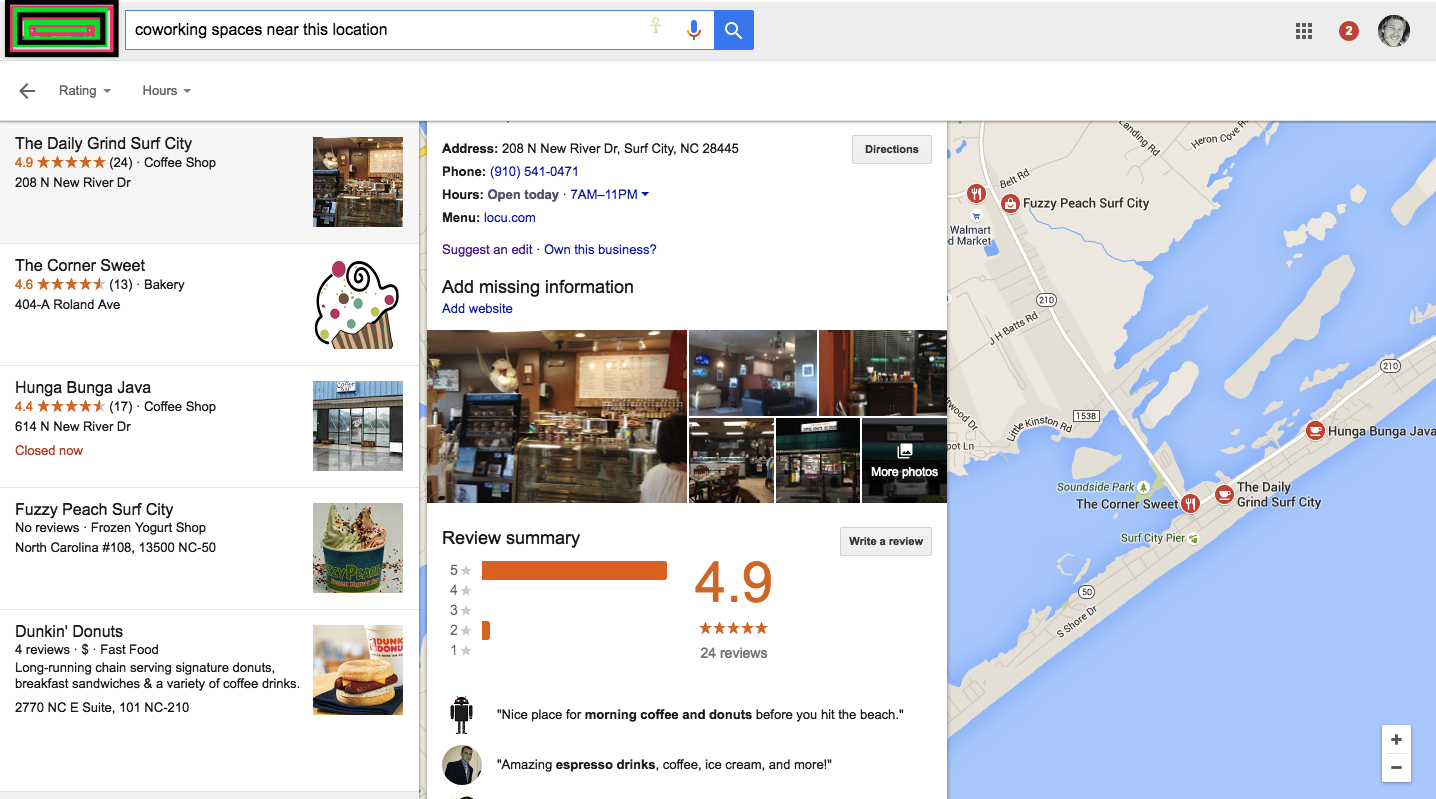 coworking spaces near this location
2
Rating
Hours
The Daily Grind Surf City
4.9 ★★★★★ (24) · Coffee Shop
208 N New River Dr
The Corner Sweet
4.6 ★★★★★ (13) · Bakery
404-A Roland Ave
Hunga Bunga Java
4.4 ★★★★★ (17) · Coffee Shop
614 N New River Dr
Closed now
Fuzzy Peach Surf City
No reviews · Frozen Yogurt Shop
North Carolina #108, 13500 NC-50
Dunkin' Donuts
4 reviews · $ · Fast Food
Long-running chain serving signature donuts,
breakfast sandwiches & a variety of coffee drinks.
2770 NC E Suite, 101 NC-210
Address: 208 N New River Dr, Surf City, NC 28445
Directions
Phone: (910) 541-0471
Hours: Open today · 7AM–11PM
Menu: locu.com
Suggest an edit · Own this business?
Add missing information
Add website
More photos
Review summary
Write a review
5 ★
4 ★
3 ★
2 ★
1 ★
4.9
★★★★★
24 reviews
"Nice place for morning coffee and donuts before you hit the beach."
"Amazing espresso drinks, coffee, ice cream, and more!"
Landing Rd
Heron Cove R
Belt Rd
Fuzzy Peach Surf City
Walmart
d Market
210
J H Batts Rd
210
twood Dr
1538
Little Kinston Rd
pot Ln
Hunga Bunga Java
Soundside Park
The Corner Sweet
The Daily
Grind Surf City
Surf City Pier
50
S Shore Dr
+
−